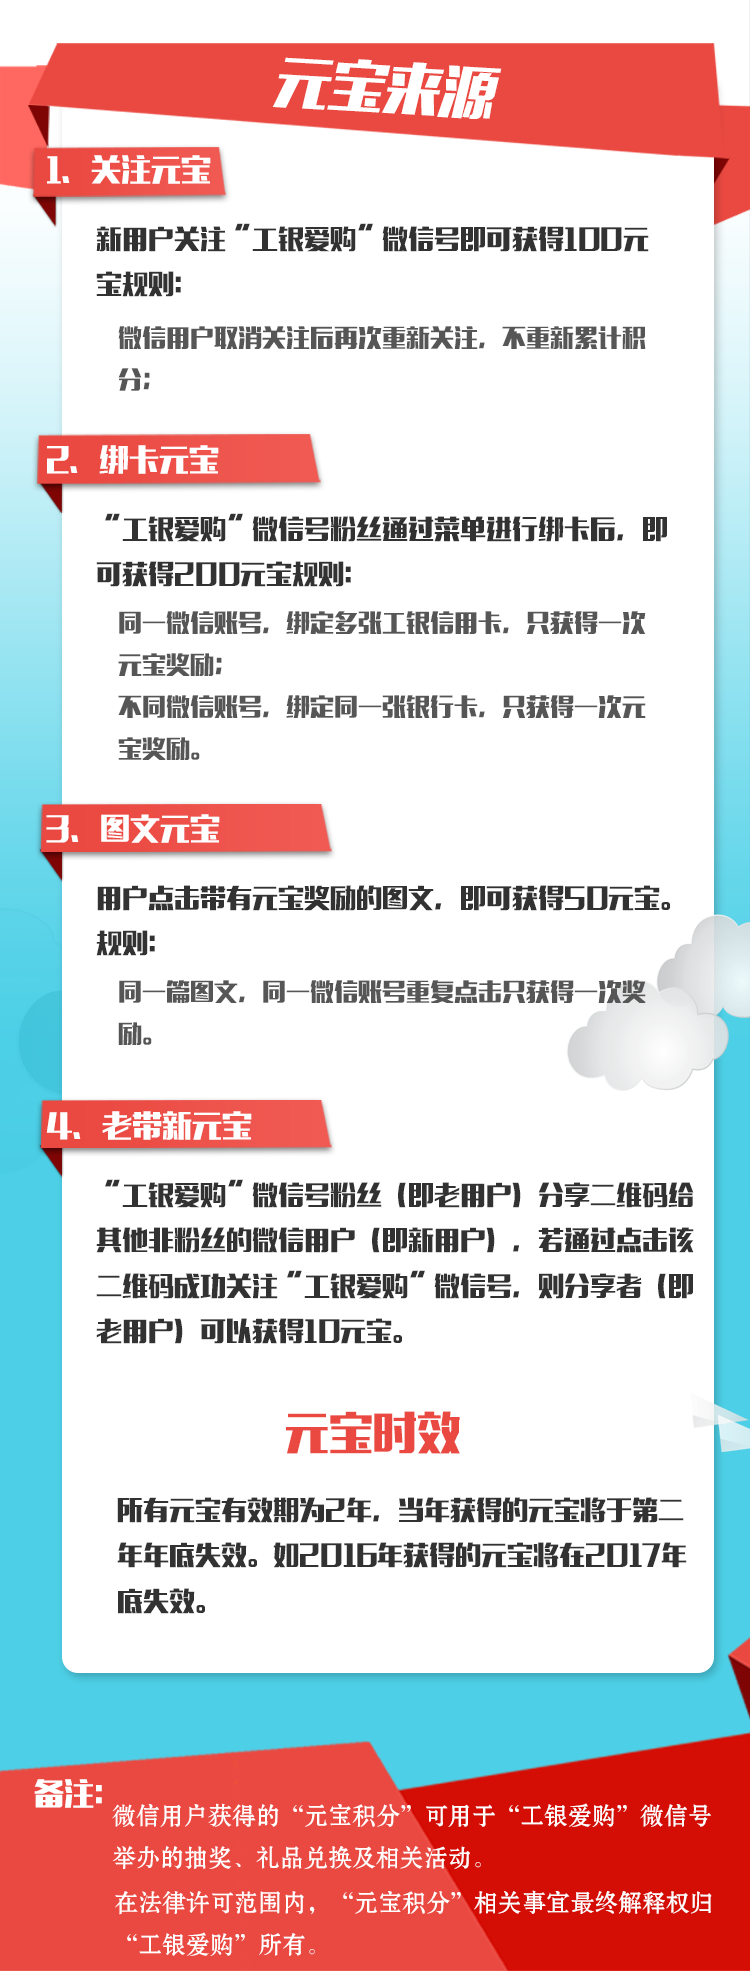 元宝来源
1、关注元宝
新用户关注“工银爱购”微信号即可获得100元
宝规则:
微信用户取消关注后再次重新关注，不重新累计积
分;
2、绑卡元宝
“工银爱购”微信号粉丝通过菜单进行绑卡后，即
可获得200元宝规则:
同一微信账号，绑定多张工银信用卡，只获得一次
元宝奖励;
不同微信账号，绑定同一张银行卡，只获得一次元
宝奖励。
3、图文元宝
用户点击带有元宝奖励的图文，即可获得50元宝。
规则:
同一篇图文，同一微信账号重复点击只获得一次奖
励。
4、老带新元宝
“工银爱购”微信号粉丝（即老用户）分享二维码给
其他非粉丝的微信用户（即新用户），若通过点击该
二维码成功关注“工银爱购”微信号，则分享者（即
老用户）可以获得10元宝。
元宝时效
所有元宝有效期为2年，当年获得的元宝将于第二
年年底失效。如2016年获得的元宝将在2017年
底失效。
备注:
微信用户获得的“元宝积分”可用于“工银爱购”微信号
举办的抽奖、礼品兑换及相关活动。
在法律许可范围内，“元宝积分”相关事宜最终解释权归
“工银爱购”所有。